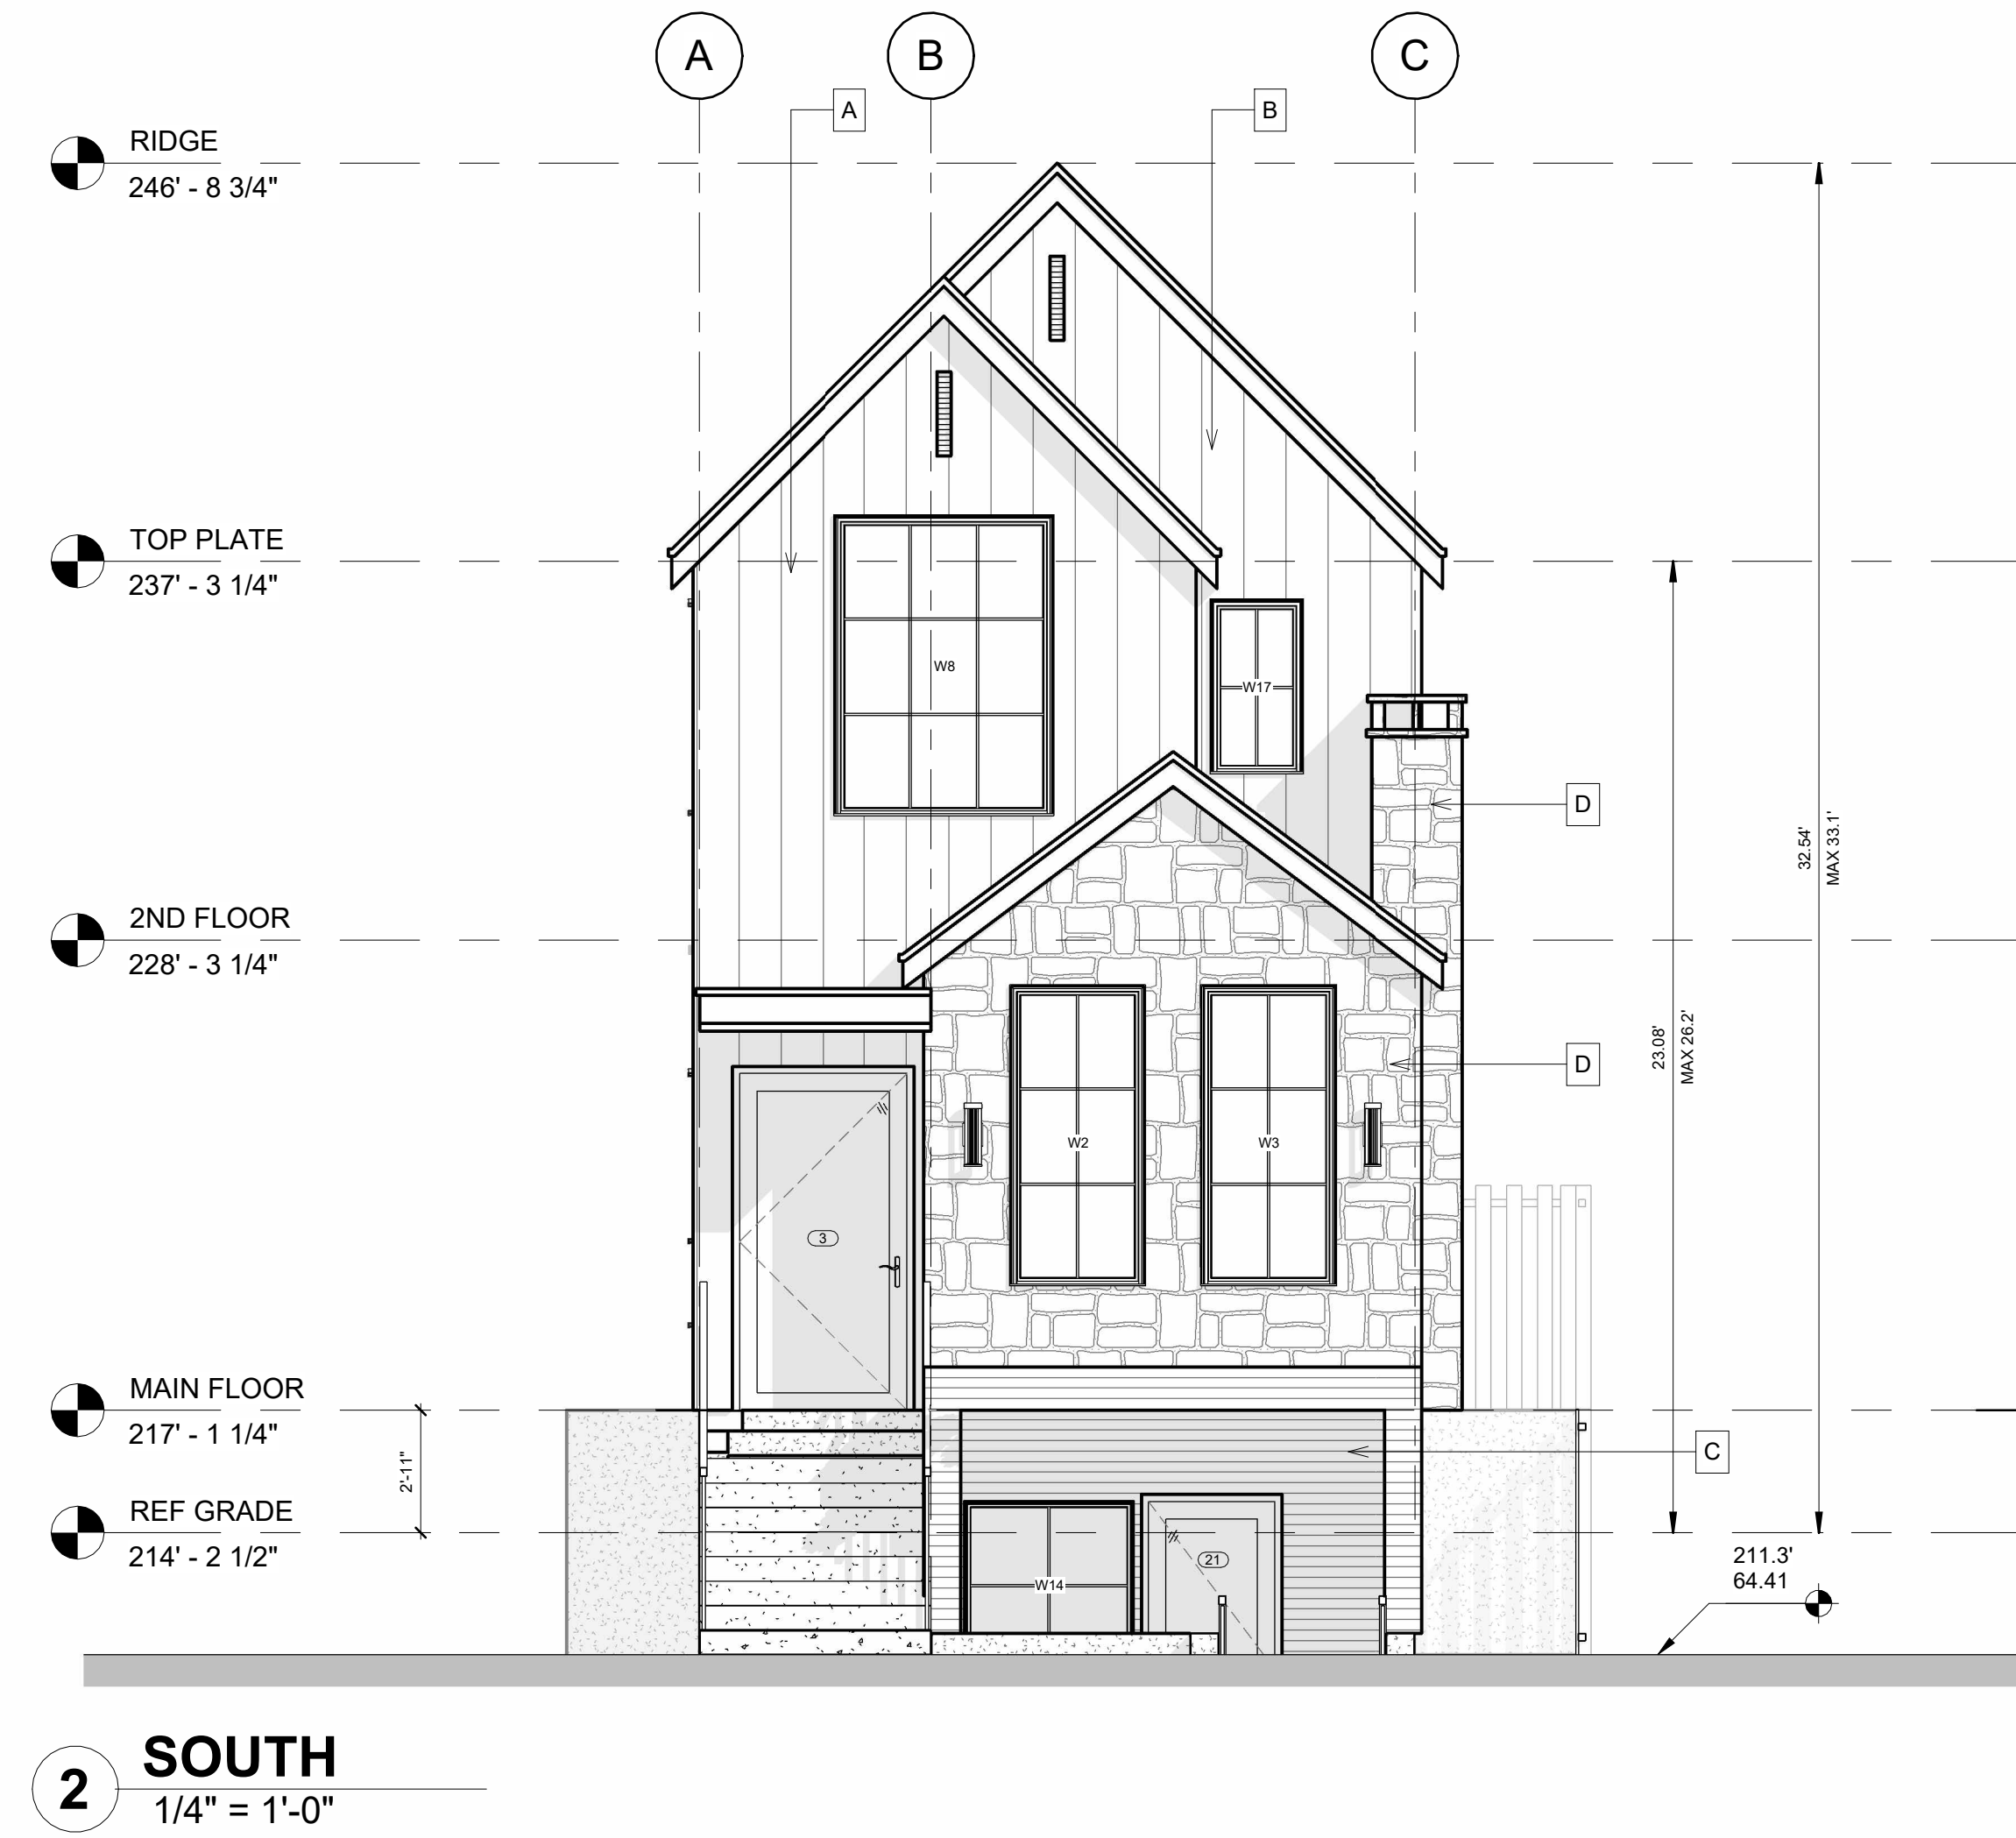 A
B
C
A
B
RIDGE
246' - 8 3/4"
TOP PLATE
237' - 3 1/4"
W8
W17
D
32.54'
MAX 33.1'
2ND FLOOR
228' - 3 1/4"
D
23.08'
MAX 26.2'
W2
W3
3
MAIN FLOOR
217' - 1 1/4"
2'-11"
C
REF GRADE
214' - 2 1/2"
W14
21
211.3'
64.41
2
SOUTH
1/4" = 1'-0"